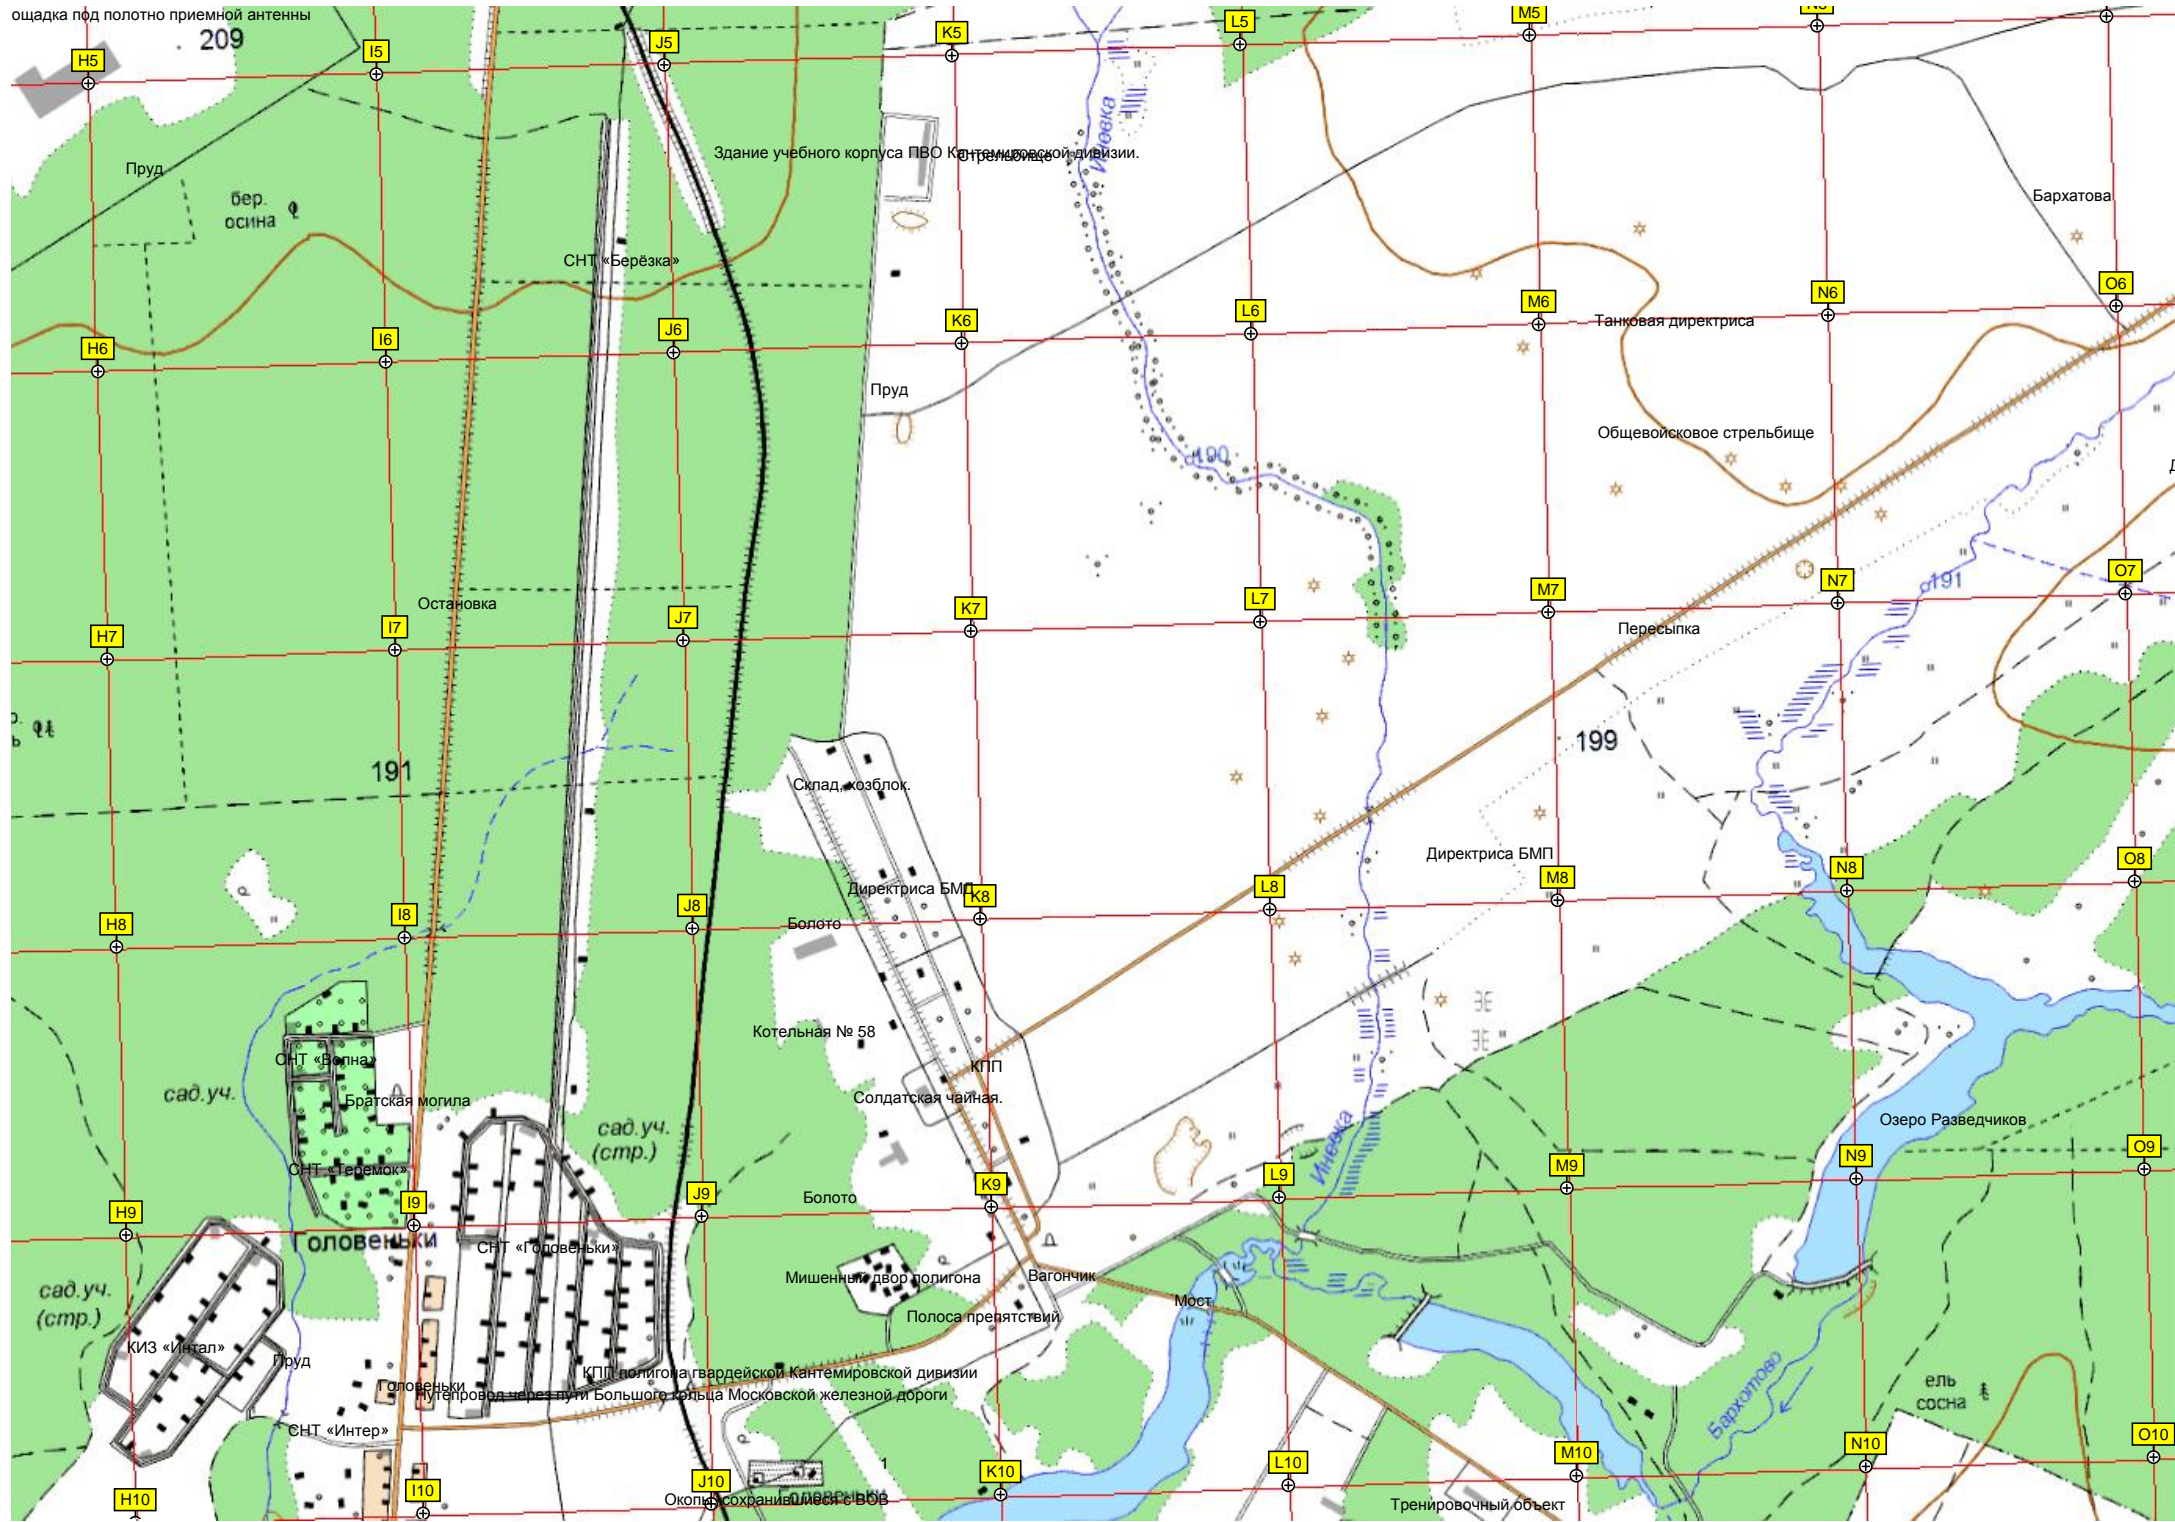 ощадка под полотно приемной антенны
209
H5
I5
J5
K5
L5
M5
N5
Иновка
Здание учебного корпуса ПВО Кантемировской дивизии.
Стрельбище
Пруд
бер.
осина
Бархатова
СНТ «Берёзка»
H6
I6
J6
K6
L6
M6
N6
O6
Танковая директриса
Пруд
Общевойсковое стрельбище
190
191
Остановка
H7
I7
J7
K7
L7
M7
N7
O7
Пересыпка
199
191
Склад, хозблок.
Директриса БМП
Директриса БМП
Болото
H8
I8
J8
K8
L8
M8
N8
O8
Котельная № 58
СНТ «Волна»
КПП
сад.уч.
Братская могила
Солдатская чайная.
Озеро Разведчиков
сад.уч.
(стр.)
Иновка
СНТ «Теремок»
Болото
H9
I9
J9
K9
L9
M9
N9
O9
Головеньки
СНТ «Головеньки»
Мишенный двор полигона
Вагончик
сад.уч.
(стр.)
Мост
Полоса препятствий
КИЗ «Интал»
Пруд
КПП полигона гвардейской Кантемировской дивизии
Головеньки
Путепровод через пути Большого кольца Московской железной дороги
Бархатово
ель
сосна
СНТ «Интер»
1
H10
I10
J10
K10
L10
M10
N10
O10
Окопы, сохранившиеся с ВОВ
Головеньки
Тренировочный объект